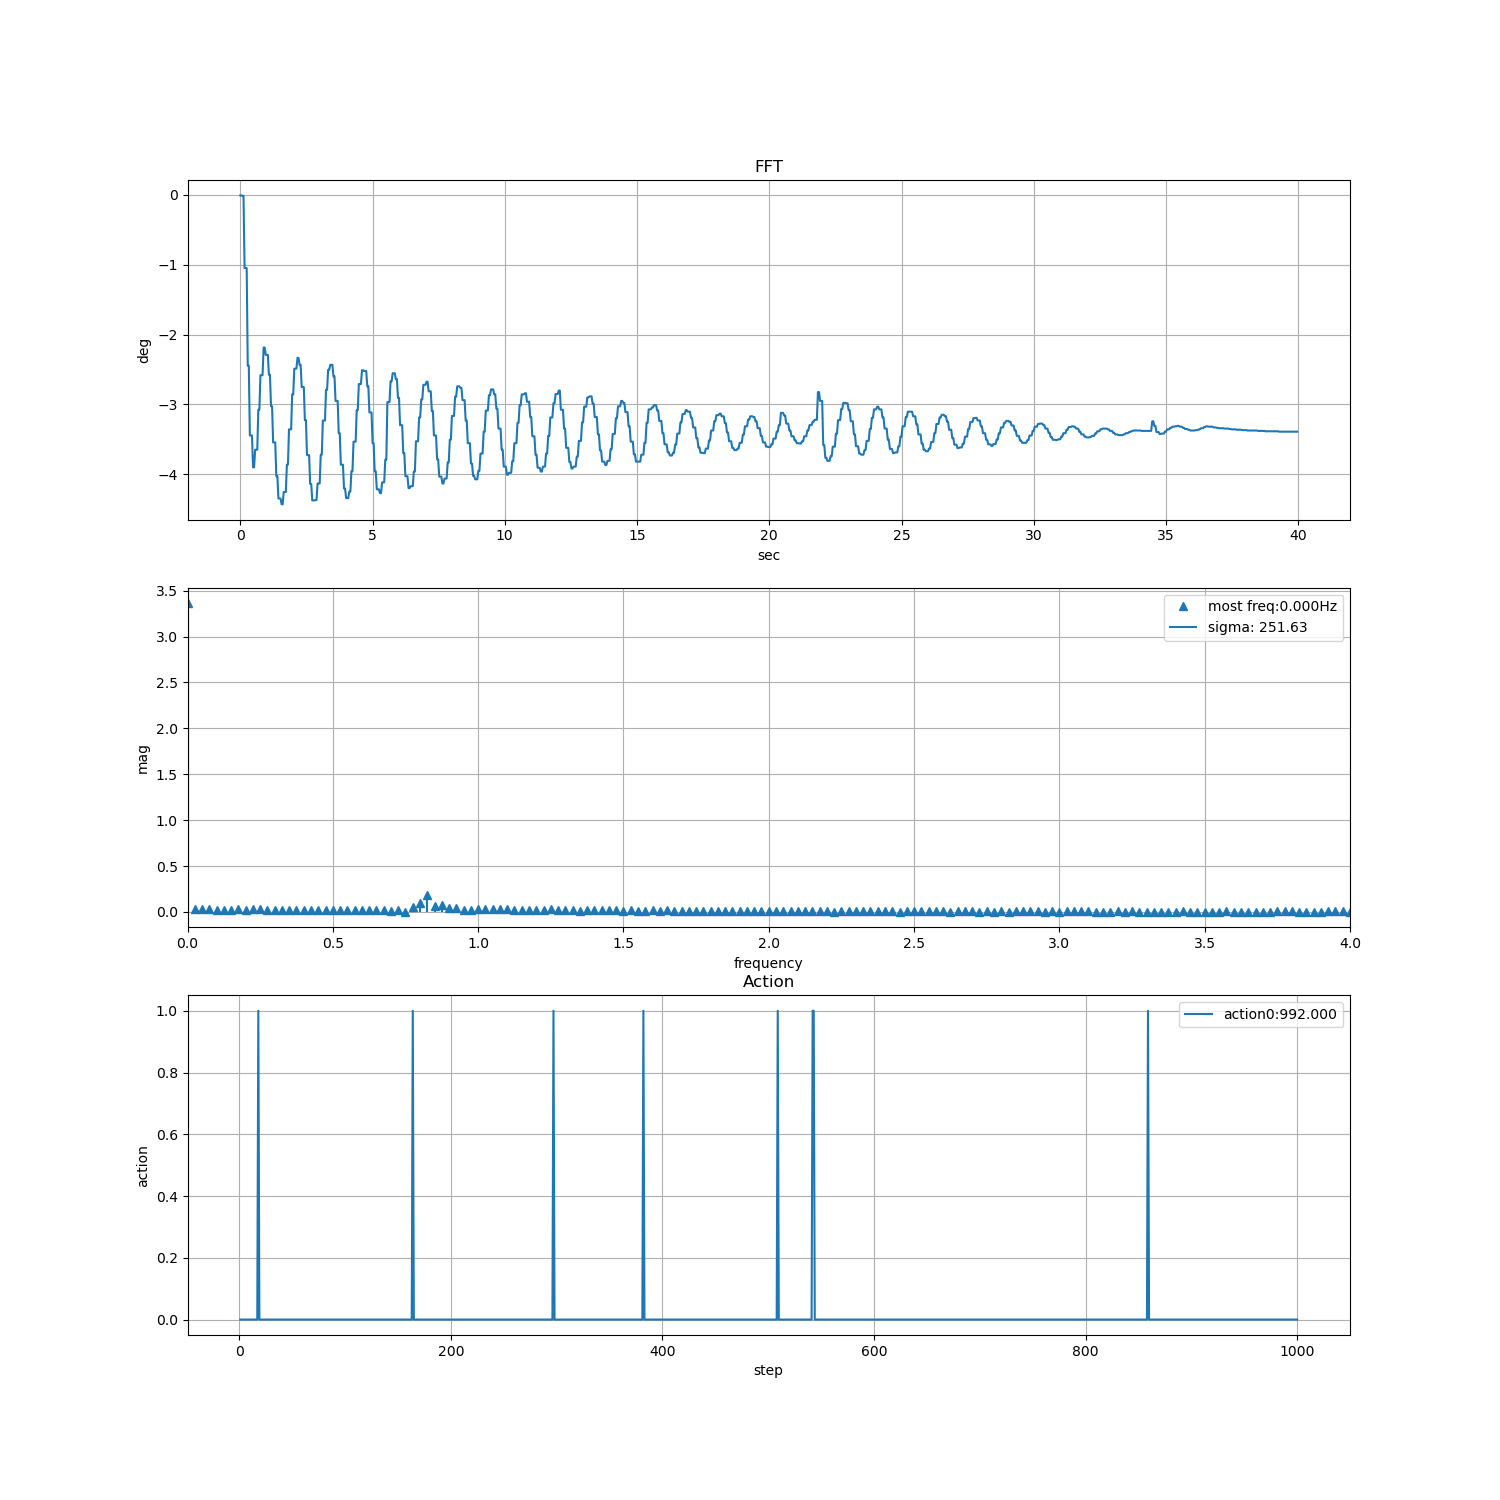 FFT
0
−1
−2
−3
−4
deg
0 5 10 15 20 25 30 35 40
sec
3.5
3.0
2.5
2.0
1.5
1.0
0.5
0.0
mag
most freq:0.000Hz
sigma: 251.63
0.0 0.5 1.0 1.5 2.0 2.5 3.0 3.5 4.0
frequency
Action
1.0
0.8
0.6
0.4
0.2
0.0
action
action0:992.000
0 200 400 600 800 1000
step